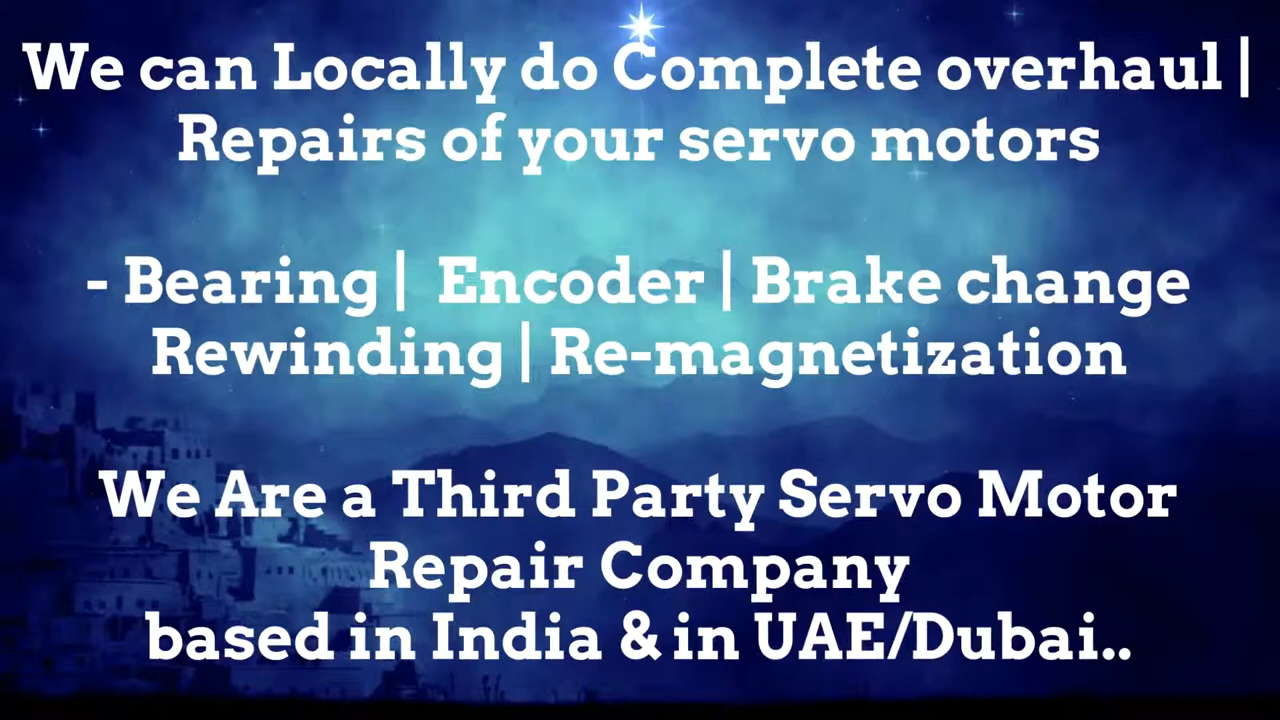 We can Locally do Complete overhaul |
Repairs of your servo motors
- Bearing | Encoder | Brake change
Rewinding | Re-magnetization
We Are a Third Party Servo Motor
Repair Company
based in India & in UAE/Dubai..